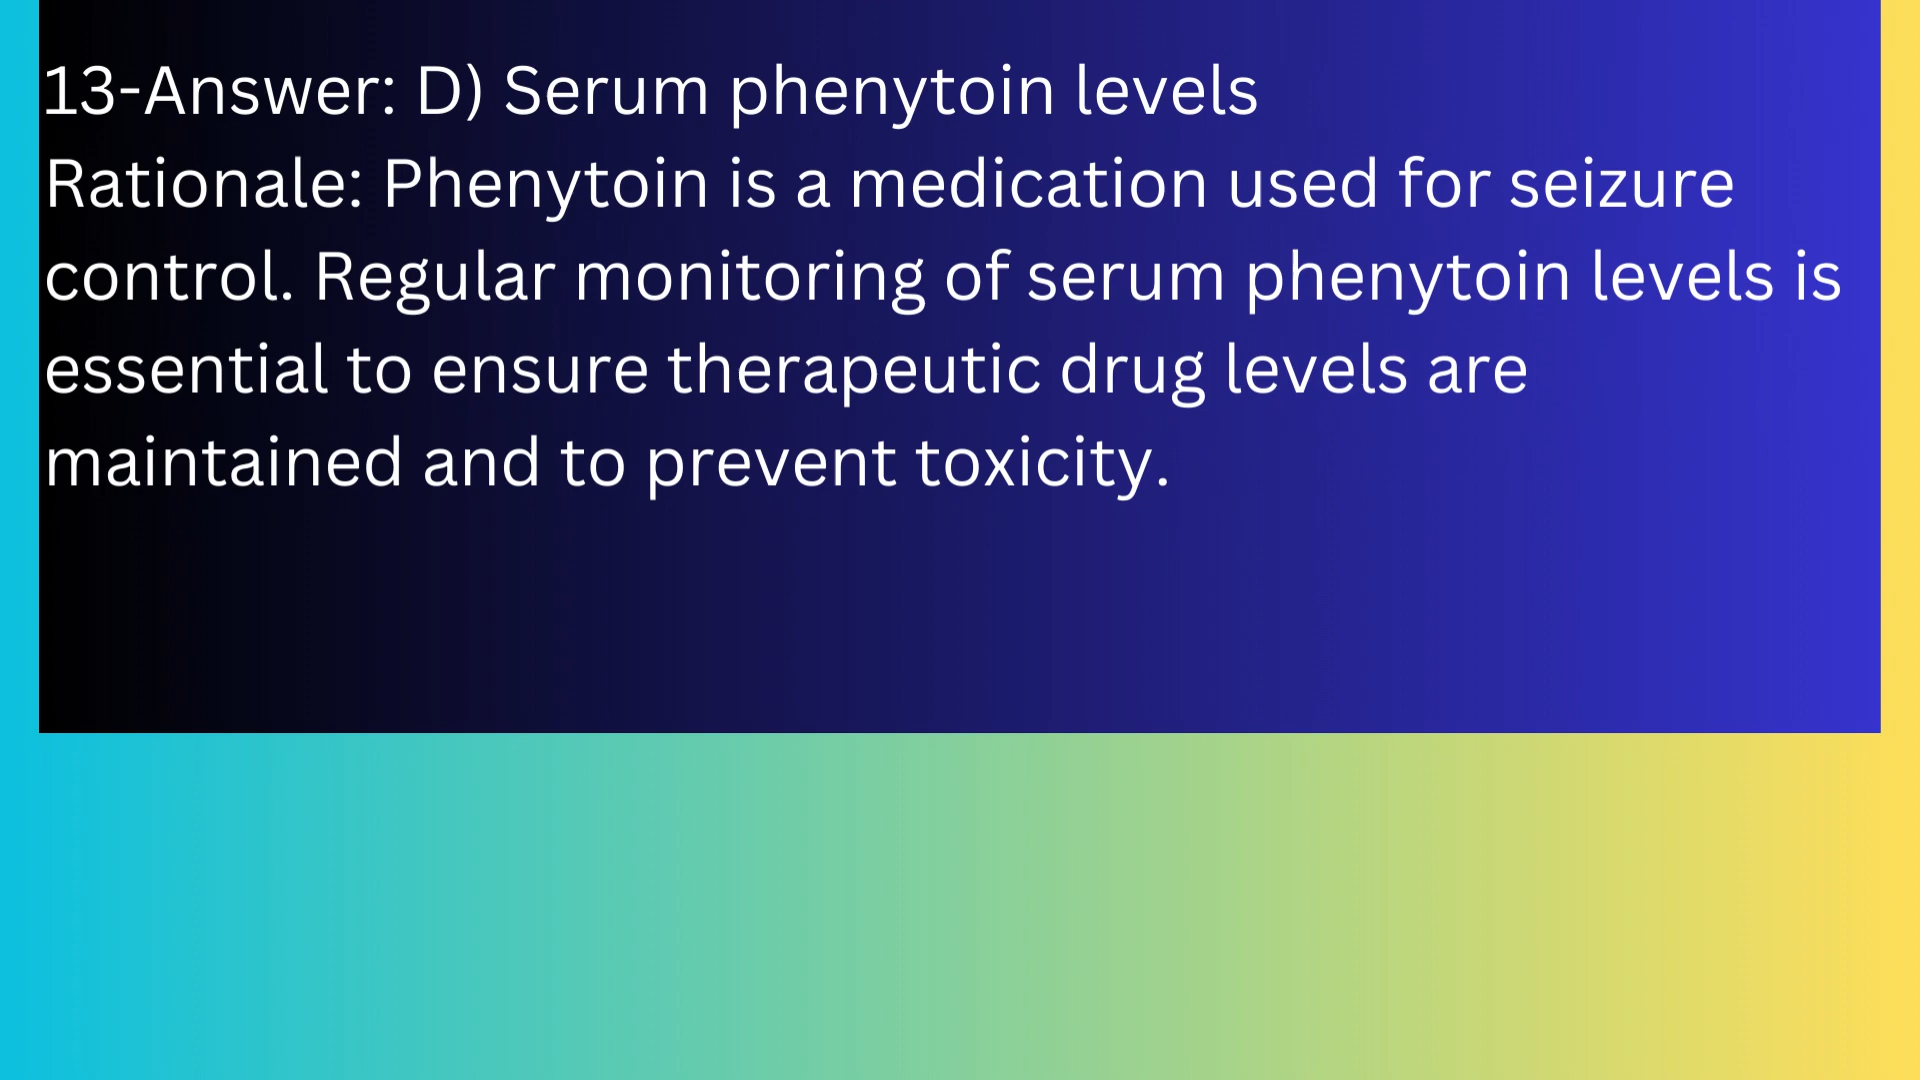 13-Answer: D) Serum phenytoin levels
Rationale: Phenytoin is a medication used for seizure
control. Regular monitoring of serum phenytoin levels is
essential to ensure therapeutic drug levels are
maintained and to prevent toxicity.